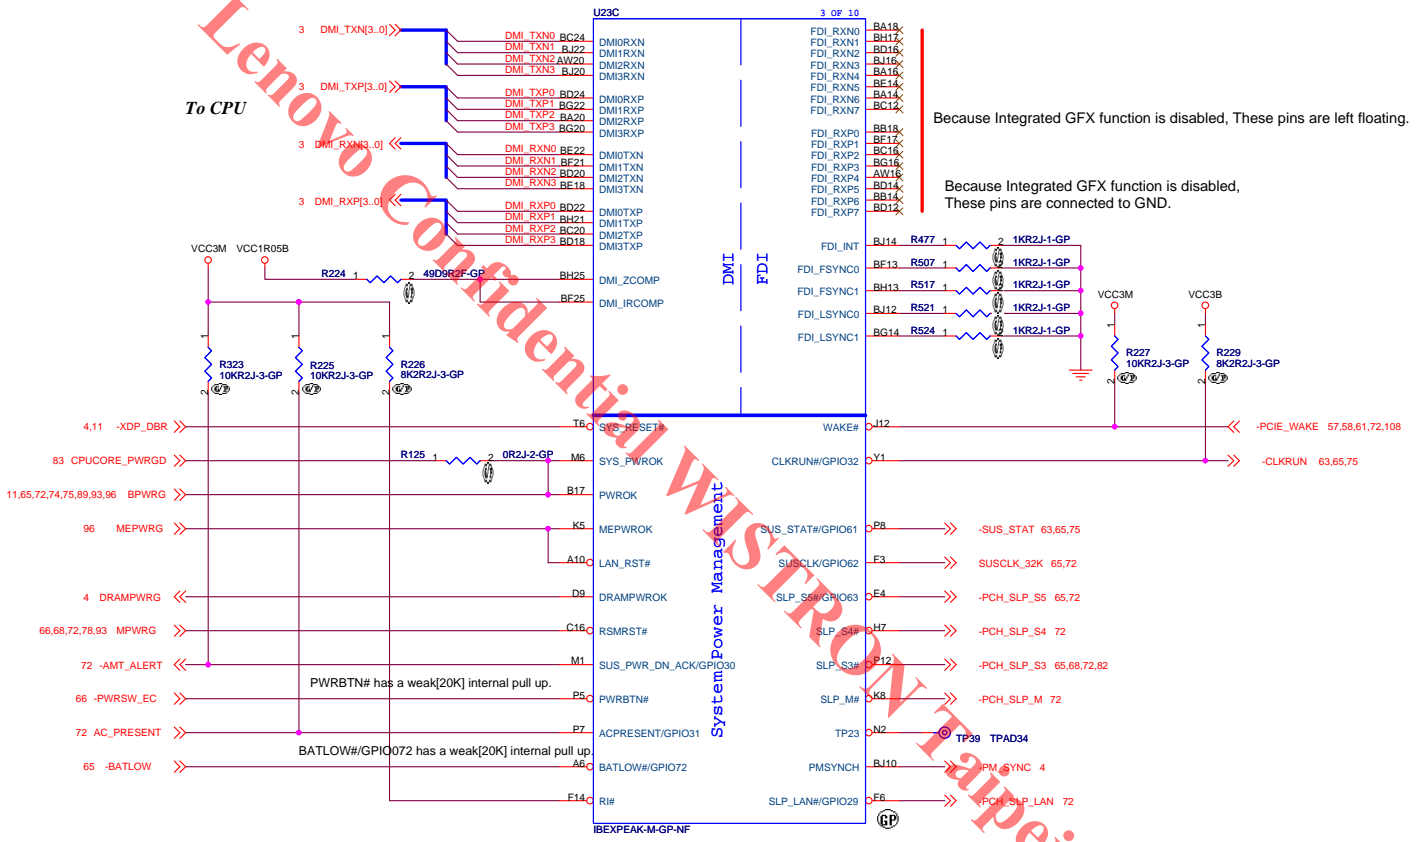 U23C
3 OF 10
3 DMI_TXN[3..0]
DMI_TXN0 BC24 DMI0RXN
DMI_TXN1 BJ22 DMI1RXN
DMI_TXN2 AW20 DMI2RXN
DMI_TXN3 BJ20 DMI3RXN
3 DMI_TXP[3..0]
To CPU
DMI_TXP0 BD24 DMI0RXP
DMI_TXP1 BG22 DMI1RXP
DMI_TXP2 BA20 DMI2RXP
DMI_TXP3 BG20 DMI3RXP
3 DMI_RXN[3..0]
DMI_RXN0 BE22 DMI0TXN
DMI_RXN1 BF21 DMI1TXN
DMI_RXN2 BD20 DMI2TXN
DMI_RXN3 BE18 DMI3TXN
3 DMI_RXP[3..0]
DMI_RXP0 BD22 DMI0TXP
DMI_RXP1 BH21 DMI1TXP
DMI_RXP2 BC20 DMI2TXP
DMI_RXP3 BD18 DMI3TXP
FDI_RXN0 BA18
FDI_RXN1 BH17
FDI_RXN2 BD16
FDI_RXN3 BJ16
FDI_RXN4 BA16
FDI_RXN5 BE14
FDI_RXN6 BA14
FDI_RXN7 BC12
FDI_RXP0 BB18
FDI_RXP1 BF17
FDI_RXP2 BC16
FDI_RXP3 BG16
FDI_RXP4 AW16
FDI_RXP5 BD14
FDI_RXP6 BB14
FDI_RXP7 BD12
Because Integrated GFX function is disabled, These pins are left floating.
Because Integrated GFX function is disabled,
These pins are connected to GND.
DMI
FDI
FDI_INT BJ14 R477 1 2 1KR2J-1-GP
FDI_FSYNC0 BF13 R507 1 2 1KR2J-1-GP
FDI_FSYNC1 BH13 R517 1 2 1KR2J-1-GP
FDI_LSYNC0 BJ12 R521 1 2 1KR2J-1-GP
FDI_LSYNC1 BG14 R524 1 2 1KR2J-1-GP
VCC3M VCC1R05B
R224 1 2 49D9R2F-GP BH25 DMI_ZCOMP
BF25 DMI_IRCOMP
1 R323 10KR2J-3-GP 2
1 R225 10KR2J-3-GP 2
1 R226 8K2R2J-3-GP 2
VCC3M VCC3B
1 R227 10KR2J-3-GP 2
1 R229 8K2R2J-3-GP 2
4,11 -XDP_DBR T6 SYS_RESET#
83 CPUCORE_PWRGD R125 1 2 0R2J-2-GP M6 SYS_PWROK
11,65,72,74,75,89,93,96 BPWRG B17 PWROK
96 MEPWRG K5 MEPWROK
A10 LAN_RST#
4 DRAMPWRG D9 DRAMPWROK
66,68,72,78,93 MPWRG C16 RSMRST#
72 -AMT_ALERT M1 SUS_PWR_DN_ACK/GPIO30
PWRBTN# has a weak[20K] internal pull up.
66 -PWRSW_EC P5 PWRBTN#
72 AC_PRESENT P7 ACPRESENT/GPIO31
BATLOW#/GPIO072 has a weak[20K] internal pull up.
65 -BATLOW A6 BATLOW#/GPIO72
F14 RI#
System Power Management
WAKE# J12 -PCIE_WAKE 57,58,61,72,108
CLKRUN#/GPIO32 Y1 -CLKRUN 63,65,75
SUS_STAT#/GPIO61 P8 -SUS_STAT 63,65,75
SUSCLK/GPIO62 F3 SUSCLK_32K 65,72
SLP_S5#/GPIO63 E4 -PCH_SLP_S5 65,72
SLP_S4# H7 -PCH_SLP_S4 72
SLP_S3# P12 -PCH_SLP_S3 65,68,72,82
SLP_M# K8 -PCH_SLP_M 72
TP23 N2 TP39 TPAD34
PMSYNCH BJ10 -PM_SYNC 4
SLP_LAN#/GPIO29 F6 -PCH_SLP_LAN 72
GP
IBEXPEAK-M-GP-NF
Lenovo Confidential WISTRON Taipei